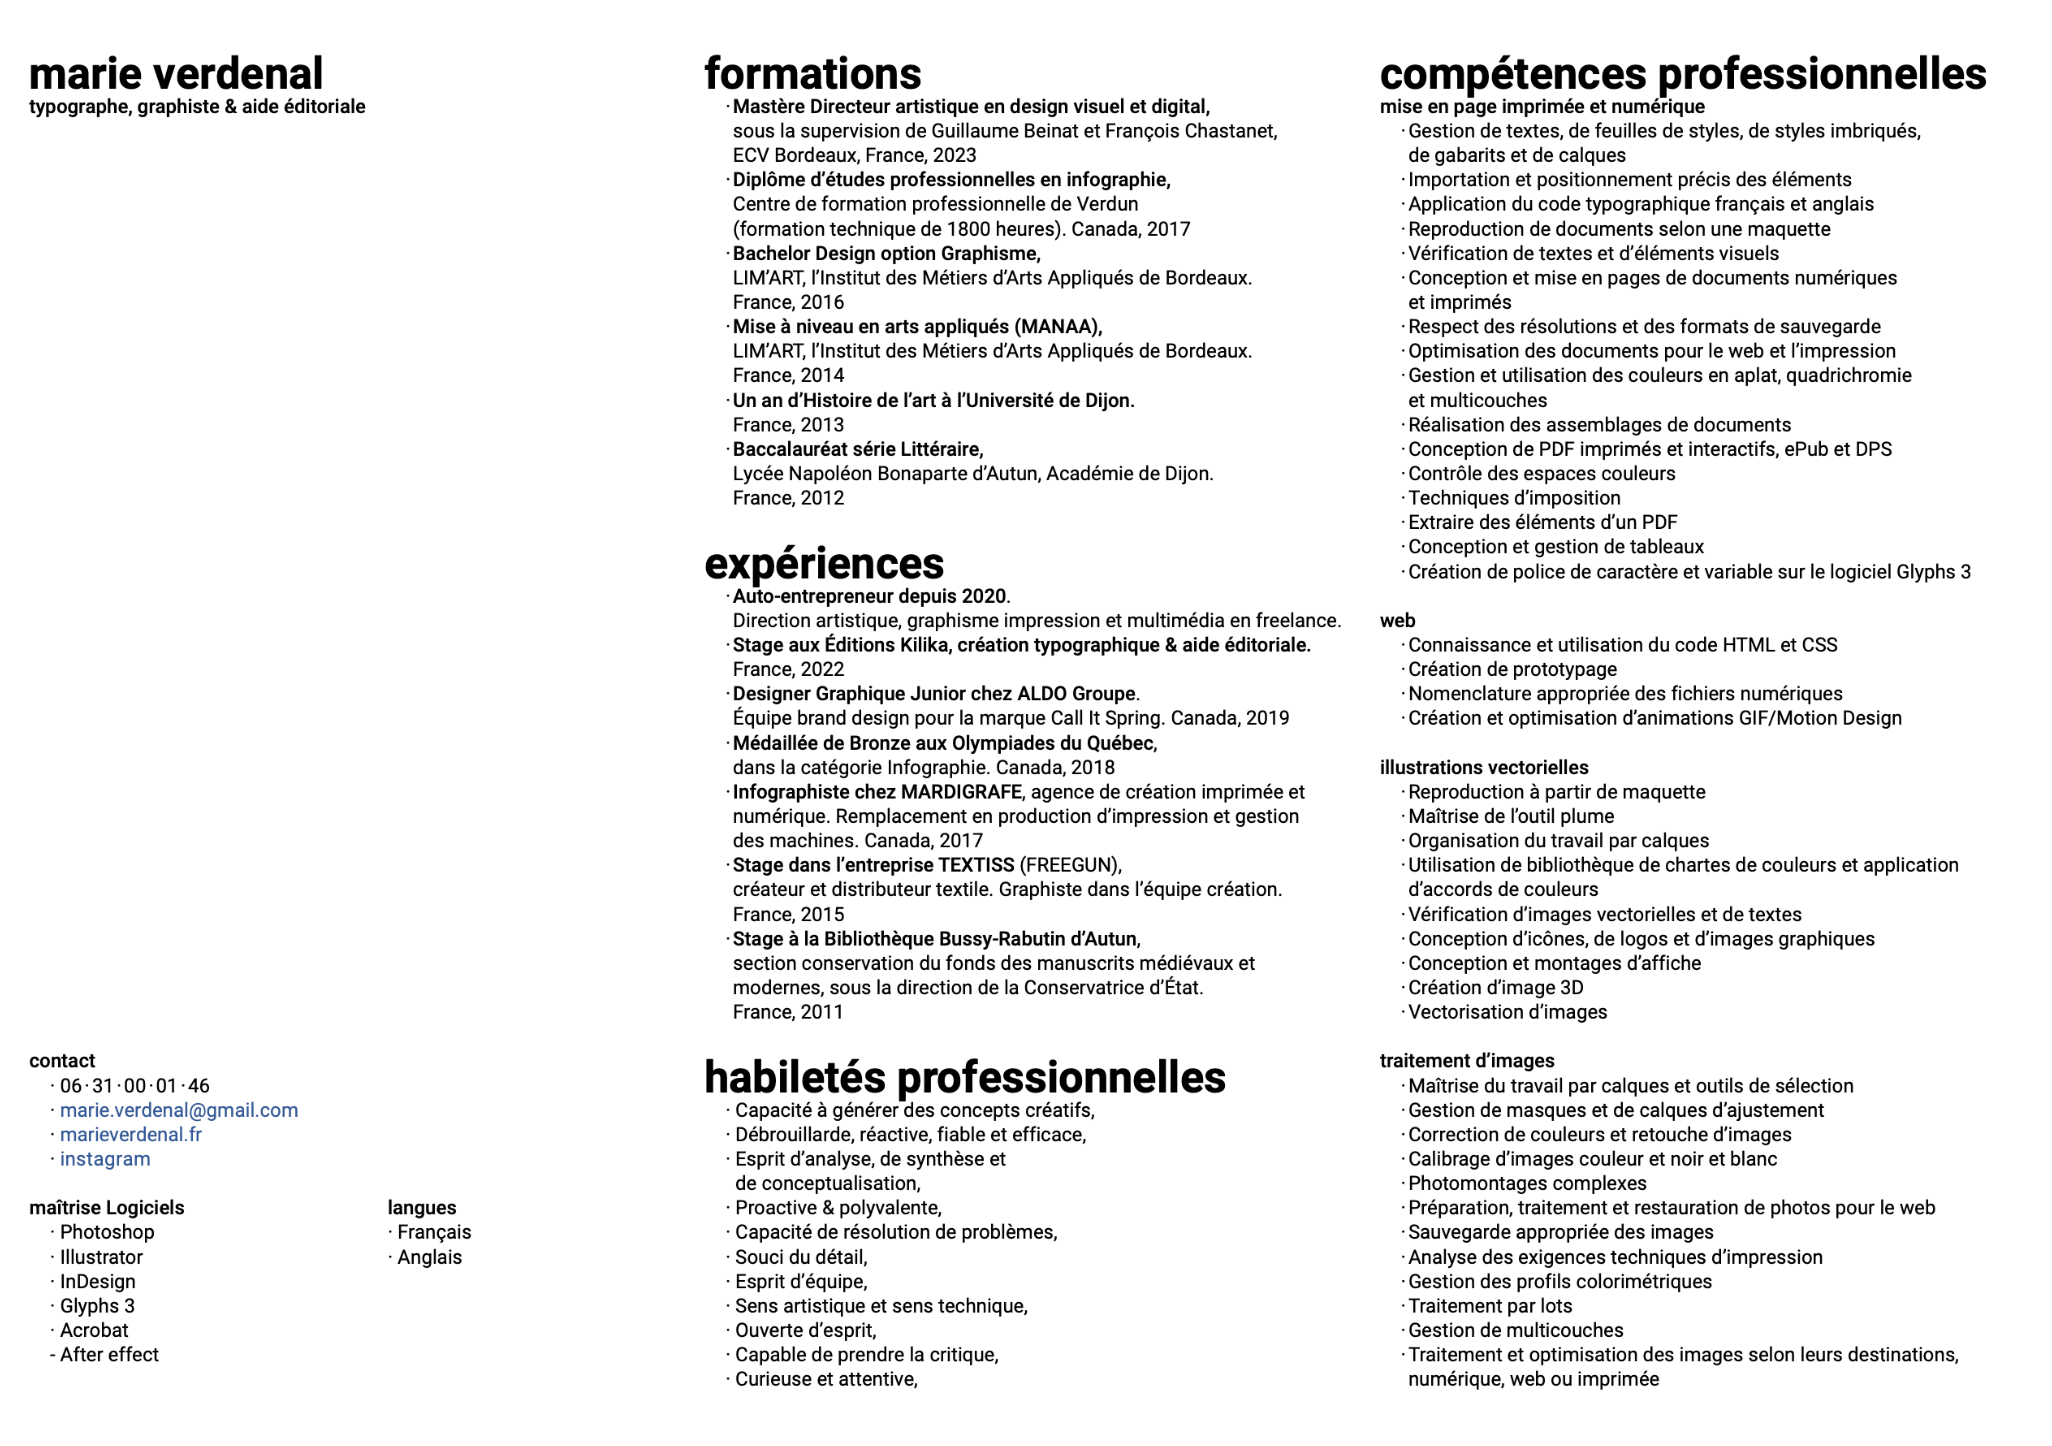 marie verdenal
typographe, graphiste & aide éditoriale
contact
· 06·31·00·01·46
· marie.verdenal@gmail.com
· marieverdenal.fr
· instagram
maîtrise Logiciels
· Photoshop
· Illustrator
· InDesign
· Glyphs 3
· Acrobat
- After effect
langues
· Français
· Anglais
formations
· Mastère Directeur artistique en design visuel et digital,
sous la supervision de Guillaume Beinat et François Chastanet,
ECV Bordeaux, France, 2023
· Diplôme d’études professionnelles en infographie,
Centre de formation professionnelle de Verdun
(formation technique de 1800 heures). Canada, 2017
· Bachelor Design option Graphisme,
LIM’ART, l’Institut des Métiers d’Arts Appliqués de Bordeaux.
France, 2016
· Mise à niveau en arts appliqués (MANAA),
LIM’ART, l’Institut des Métiers d’Arts Appliqués de Bordeaux.
France, 2014
· Un an d’Histoire de l’art à l’Université de Dijon.
France, 2013
· Baccalauréat série Littéraire,
Lycée Napoléon Bonaparte d’Autun, Académie de Dijon.
France, 2012
expériences
· Auto-entrepreneur depuis 2020.
Direction artistique, graphisme impression et multimédia en freelance.
· Stage aux Éditions Kilika, création typographique & aide éditoriale.
France, 2022
· Designer Graphique Junior chez ALDO Groupe.
Équipe brand design pour la marque Call It Spring. Canada, 2019
· Médaillée de Bronze aux Olympiades du Québec,
dans la catégorie Infographie. Canada, 2018
· Infographiste chez MARDIGRAFE, agence de création imprimée et
numérique. Remplacement en production d’impression et gestion
des machines. Canada, 2017
· Stage dans l’entreprise TEXTISS (FREEGUN),
créateur et distributeur textile. Graphiste dans l’équipe création.
France, 2015
· Stage à la Bibliothèque Bussy-Rabutin d’Autun,
section conservation du fonds des manuscrits médiévaux et
modernes, sous la direction de la Conservatrice d’État.
France, 2011
habiletés professionnelles
· Capacité à générer des concepts créatifs,
· Débrouillarde, réactive, fiable et efficace,
· Esprit d’analyse, de synthèse et
de conceptualisation,
· Proactive & polyvalente,
· Capacité de résolution de problèmes,
· Souci du détail,
· Esprit d’équipe,
· Sens artistique et sens technique,
· Ouverte d’esprit,
· Capable de prendre la critique,
· Curieuse et attentive,
compétences professionnelles
mise en page imprimée et numérique
· Gestion de textes, de feuilles de styles, de styles imbriqués,
de gabarits et de calques
· Importation et positionnement précis des éléments
· Application du code typographique français et anglais
· Reproduction de documents selon une maquette
· Vérification de textes et d’éléments visuels
· Conception et mise en pages de documents numériques
et imprimés
· Respect des résolutions et des formats de sauvegarde
· Optimisation des documents pour le web et l’impression
· Gestion et utilisation des couleurs en aplat, quadrichromie
et multicouches
· Réalisation des assemblages de documents
· Conception de PDF imprimés et interactifs, ePub et DPS
· Contrôle des espaces couleurs
· Techniques d’imposition
· Extraire des éléments d’un PDF
· Conception et gestion de tableaux
· Création de police de caractère et variable sur le logiciel Glyphs 3
web
· Connaissance et utilisation du code HTML et CSS
· Création de prototypage
· Nomenclature appropriée des fichiers numériques
· Création et optimisation d’animations GIF/Motion Design
illustrations vectorielles
· Reproduction à partir de maquette
· Maîtrise de l’outil plume
· Organisation du travail par calques
· Utilisation de bibliothèque de chartes de couleurs et application
d’accords de couleurs
· Vérification d’images vectorielles et de textes
· Conception d’icônes, de logos et d’images graphiques
· Conception et montages d’affiche
· Création d’image 3D
· Vectorisation d’images
traitement d’images
· Maîtrise du travail par calques et outils de sélection
· Gestion de masques et de calques d’ajustement
· Correction de couleurs et retouche d’images
· Calibrage d’images couleur et noir et blanc
· Photomontages complexes
· Préparation, traitement et restauration de photos pour le web
· Sauvegarde appropriée des images
· Analyse des exigences techniques d’impression
· Gestion des profils colorimétriques
· Traitement par lots
· Gestion de multicouches
· Traitement et optimisation des images selon leurs destinations,
numérique, web ou imprimée